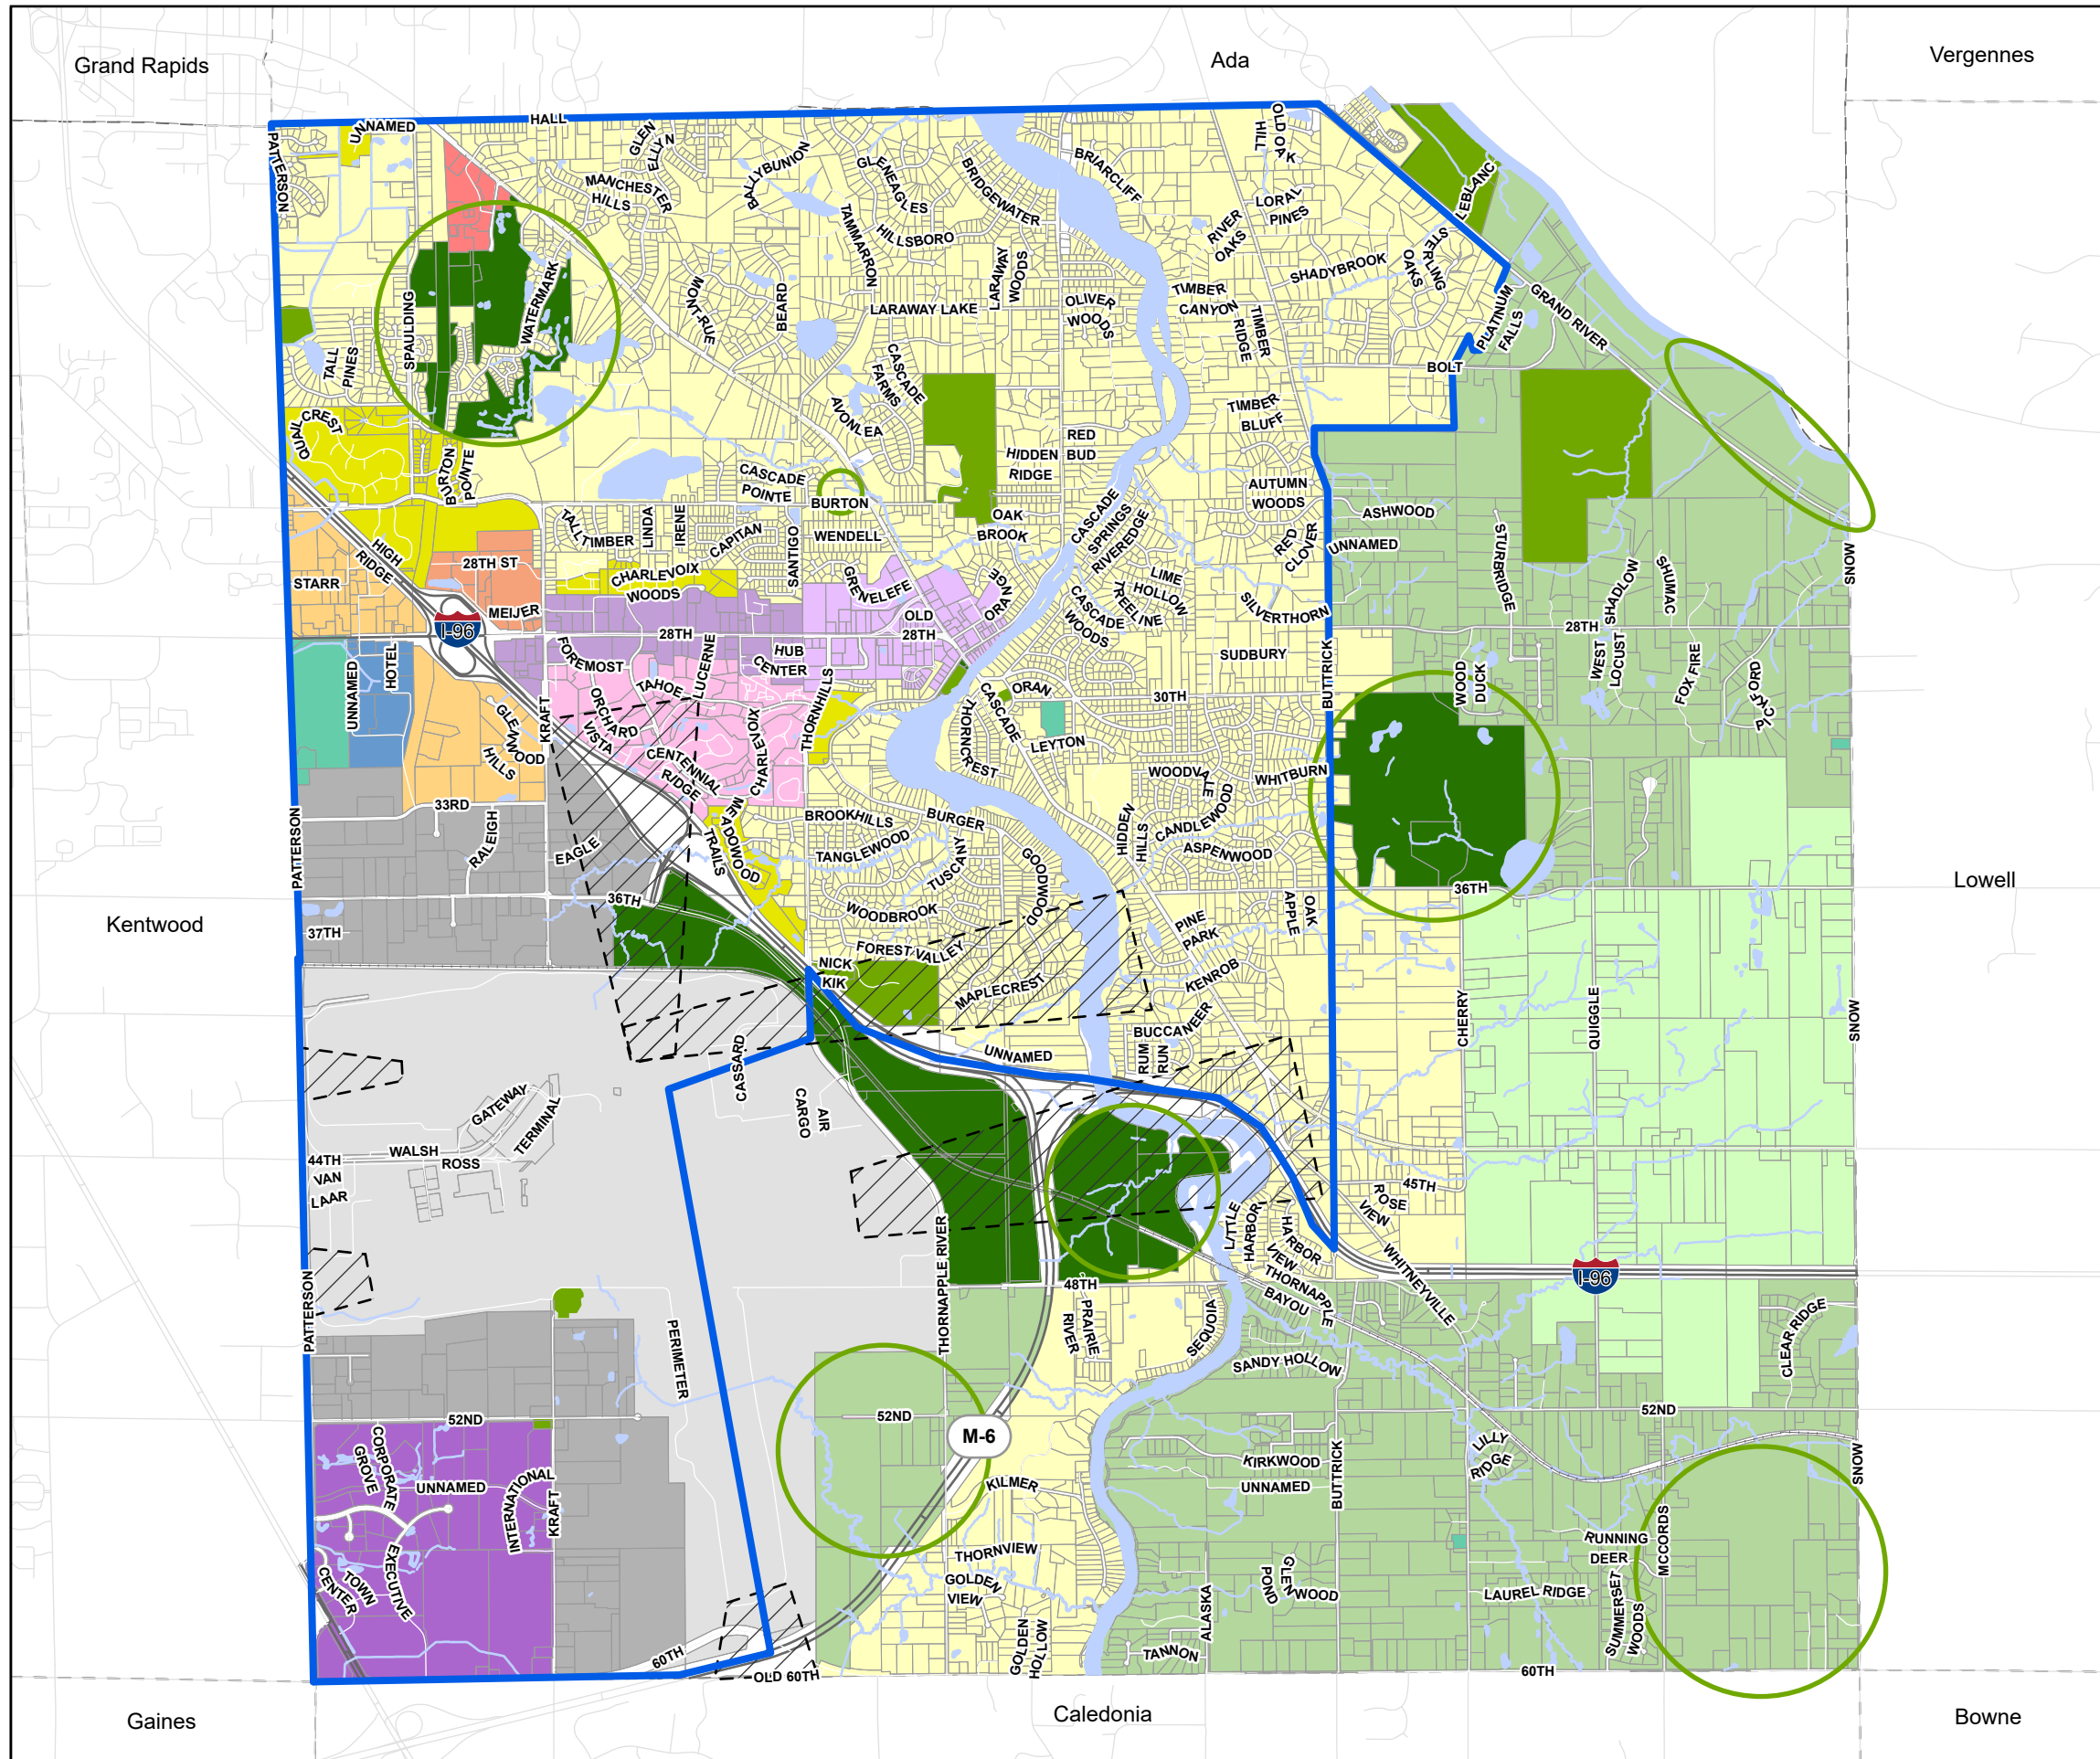 Grand Rapids
Ada
Vergennes
UNNAMED
HALL
PATTERSON
GLEN
ELLYN
MANCHESTER
HILLS
BALLYBUNION
GLENEAGLES
BRIDGEWATER
BRIARCLIFF
OLD OAK
HILL
LORAL
PINES
LEBLANC
TAMMARRON
HILLSBORO
RIVER
OAKS
STERLING
OAKS
SHADYBROOK
WATERMARK
SPAULDING
MONT-RUE
BEARD
LARAWAY
WOODS
LARAWAY LAKE
OLIVER
WOODS
TIMBER
CANYON
TIMBER
RIDGE
PLATINUM
FALLS
GRAND RIVER
TALL
PINES
CASCADE
FARMS
BOLT
QUAIL
CREST
AVONLEA
TIMBER
BLUFF
RED
BUD
HIDDEN
RIDGE
BURTON
POINTE
CASCADE
POINTE
BURTON
AUTUMN
WOODS
ASHWOOD
OAK
BROOK
CASCADE
SPRINGS
RIVEREDGE
TALL
TIMBER
LINDA
IRENE
CAPITAN
SANTIGO
WENDELL
RED
CLOVER
UNNAMED
STURBRIDGE
SHADLOW
SHUMAC
SNOW
HIGH
RIDGE
STARR
28TH ST
CHARLEVOIX
WOODS
GRENELEFE
ORANGE
LIME
HOLLOW
TREELINE
CASCADE
WOODS
MEIJER
OLD
28TH
SILVERTHORN
I-96
28TH
28TH
HUB
CENTER
FOREMOST
LUCERNE
SUDBURY
WEST
LOCUST
FOX FIRE
PICKFORD
UNNAMED
HOTEL
TAHOE
ORCHARD
VISTA
KRAFT
THORNHILLS
CASCADE
ORAN
30TH
BUTTRICK
WOOD
DUCK
GLENWOOD
HILLS
CENTENNIAL
RIDGE
CHARLEVOIX
THORNCREST
LEYTON
WOODVALE
WHITBURN
33RD
MEADOWOOD
TRAILS
BROOKHILLS
BURGER
HIDDEN
HILLS
CANDLEWOOD
RALEIGH
EAGLE
TANGLEWOOD
TUSCANY
GOODWOOD
ASPENWOOD
PATTERSON
36TH
36TH
Lowell
Kentwood
37TH
WOODBROOK
FOREST VALLEY
PINE
PARK
OAK
APPLE
NICK
KIK
MAPLECREST
KENROB
CHERRY
QUIGGLE
SNOW
BUCCANEER
RUM
RUN
UNNAMED
CASSARD
AIR
CARGO
GATEWAY
TERMINAL
WALSH
ROSS
44TH
VAN
LAAR
45TH
ROSE
VIEW
LITTLE
HARBOR
HARBOR
VIEW
THORNAPPLE RIVER
PATTERSON
48TH
THORNAPPLE
BAYOU
WHITNEYVILLE
I-96
PRAIRIE
RIVER
SEQUOIA
PERIMETER
SANDY HOLLOW
CLEAR RIDGE
52ND
52ND
52ND
M-6
CORPORATE
GROVE
UNNAMED
INTERNATIONAL
KRAFT
KILMER
KIRKWOOD
UNNAMED
BUTTRICK
LILLY
RIDGE
SNOW
EXECUTIVE
TOWN
CENTER
THORNVIEW
GOLDEN
VIEW
GLENWOOD
POND
ALASKA
RUNNING
DEER
MCCORDS
LAUREL RIDGE
SUMMERSET
WOODS
GOLDEN
HOLLOW
TANNON
60TH
OLD 60TH
60TH
Gaines
Caledonia
Bowne